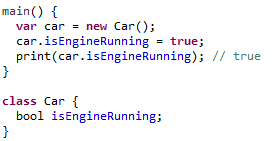 main() {
  var car = new Car();
  car.isEngineRunning = true;
  print(car.isEngineRunning); // true
}

class Car {
  bool isEngineRunning;
}